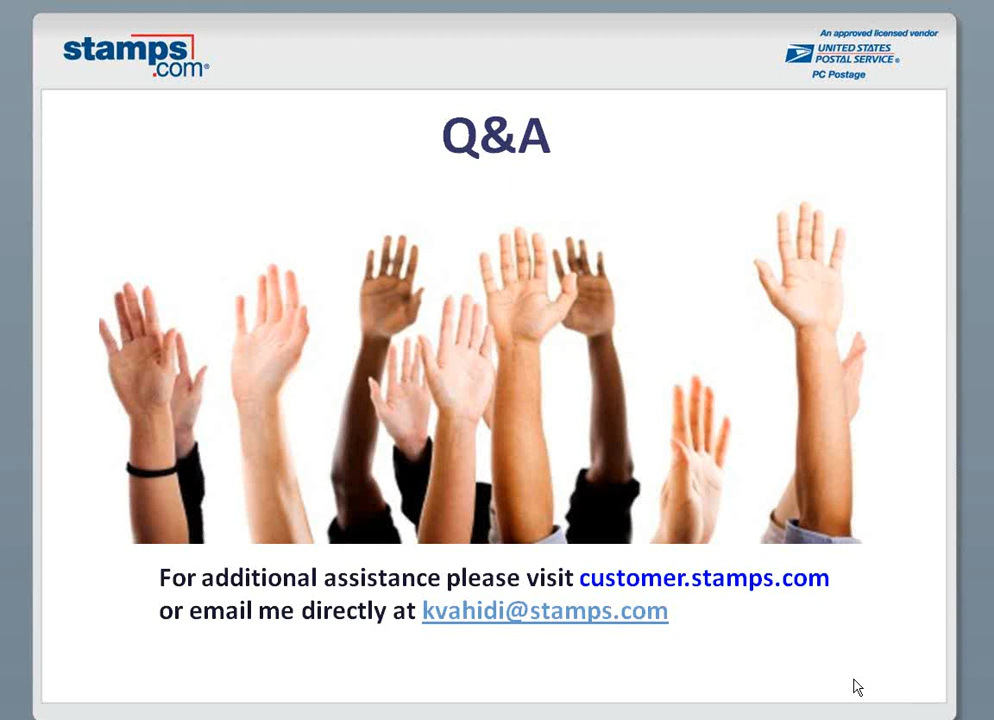 stamps
.com®
An approved licensed vendor
UNITED STATES
POSTAL SERVICE®
PC Postage
Q&A
For additional assistance please visit customer.stamps.com
or email me directly at kvahidi@stamps.com